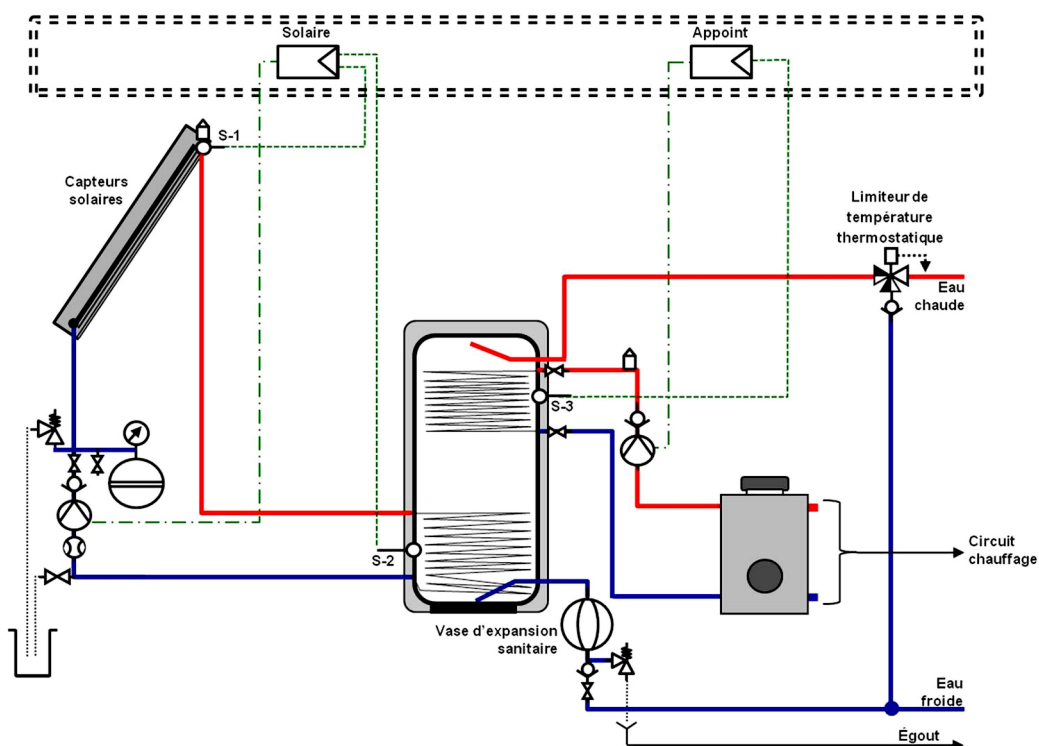 Solaire
Appoint
S-1
Capteurs
solaires
Limiteur de
température
thermostatique
Eau
chaude
S-3
S-2
Circuit
chauffage
Vase d'expansion
sanitaire
Eau
froide
Égout